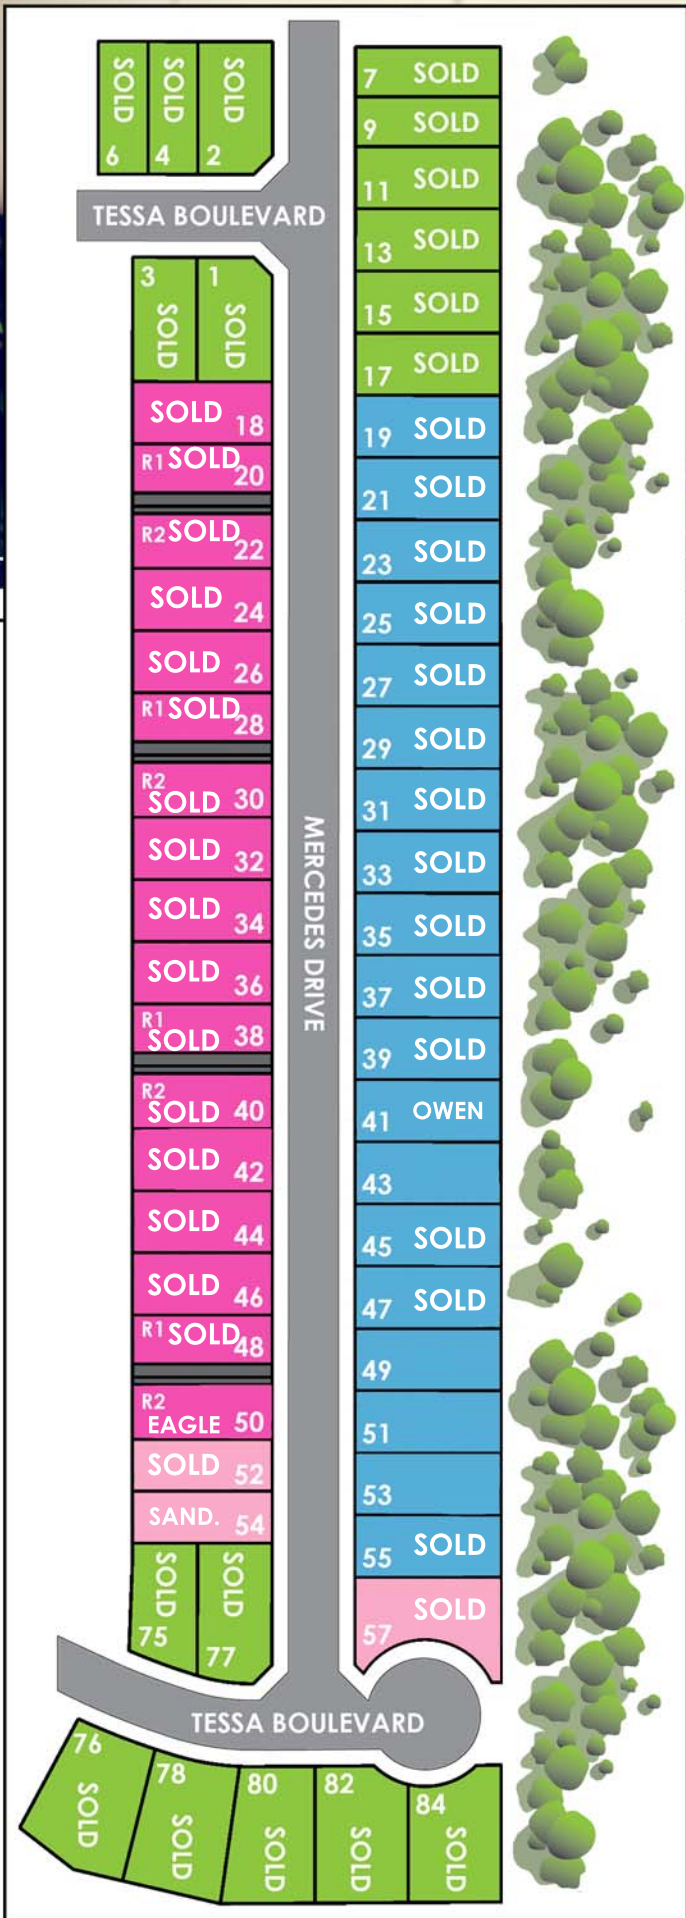 SOLD 6
SOLD 4
SOLD 2
TESSA BOULEVARD
3 SOLD
1 SOLD
SOLD 18
R1 SOLD 20
R2 SOLD 22
SOLD 24
SOLD 26
R1 SOLD 28
R2 SOLD 30
SOLD 32
SOLD 34
SOLD 36
R1 SOLD 38
R2 SOLD 40
SOLD 42
SOLD 44
SOLD 46
R1 SOLD 48
R2 EAGLE 50
SOLD 52
SAND. 54
SOLD 75
SOLD 77
MERCEDES DRIVE
7 SOLD
9 SOLD
11 SOLD
13 SOLD
15 SOLD
17 SOLD
19 SOLD
21 SOLD
23 SOLD
25 SOLD
27 SOLD
29 SOLD
31 SOLD
33 SOLD
35 SOLD
37 SOLD
39 SOLD
41 OWEN
43
45 SOLD
47 SOLD
49
51
53
55 SOLD
57 SOLD
TESSA BOULEVARD
76 SOLD
78 SOLD
80 SOLD
82 SOLD
84 SOLD